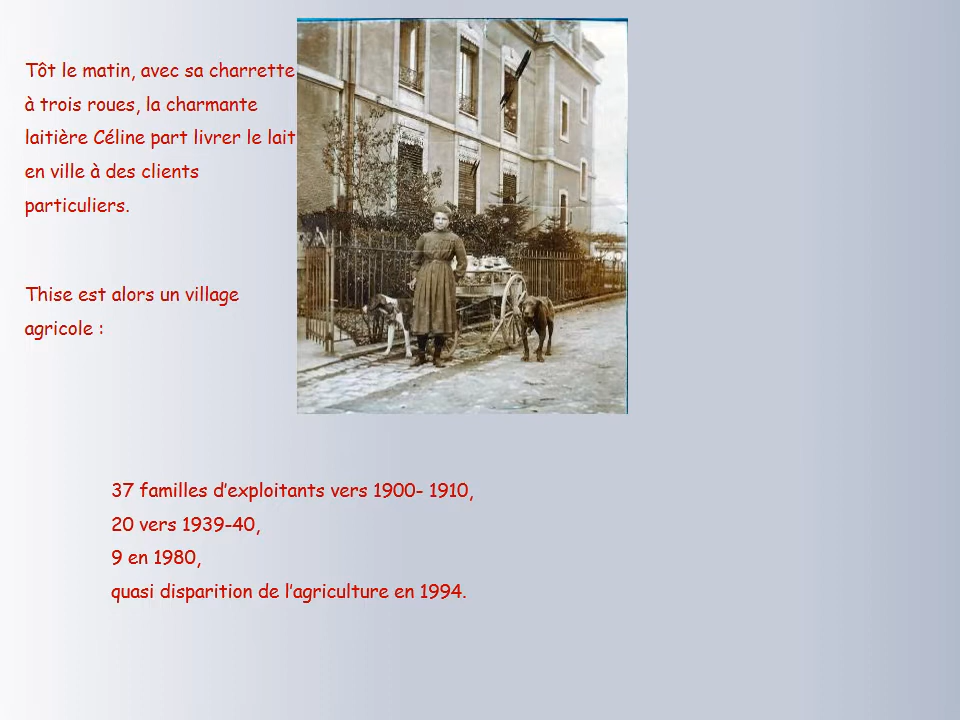 Tôt le matin, avec sa charrette
à trois roues, la charmante
laitière Céline part livrer le lait
en ville à des clients
particuliers.
Thise est alors un village
agricole :
37 familles d’exploitants vers 1900- 1910,
20 vers 1939-40,
9 en 1980,
quasi disparition de l’agriculture en 1994.